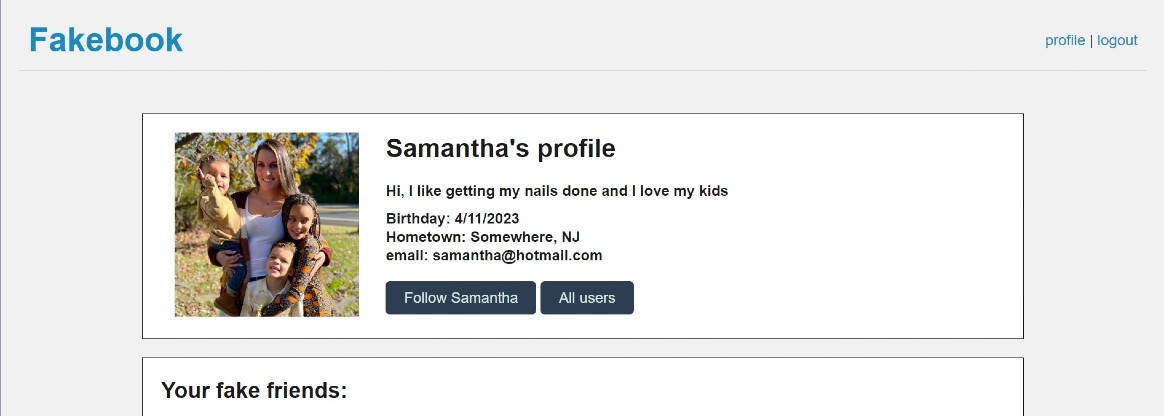 Fakebook
profile | logout
Samantha's profile
Hi, I like getting my nails done and I love my kids
Birthday: 4/11/2023
Hometown: Somewhere, NJ
email: samantha@hotmail.com
Follow Samantha
All users
Your fake friends: